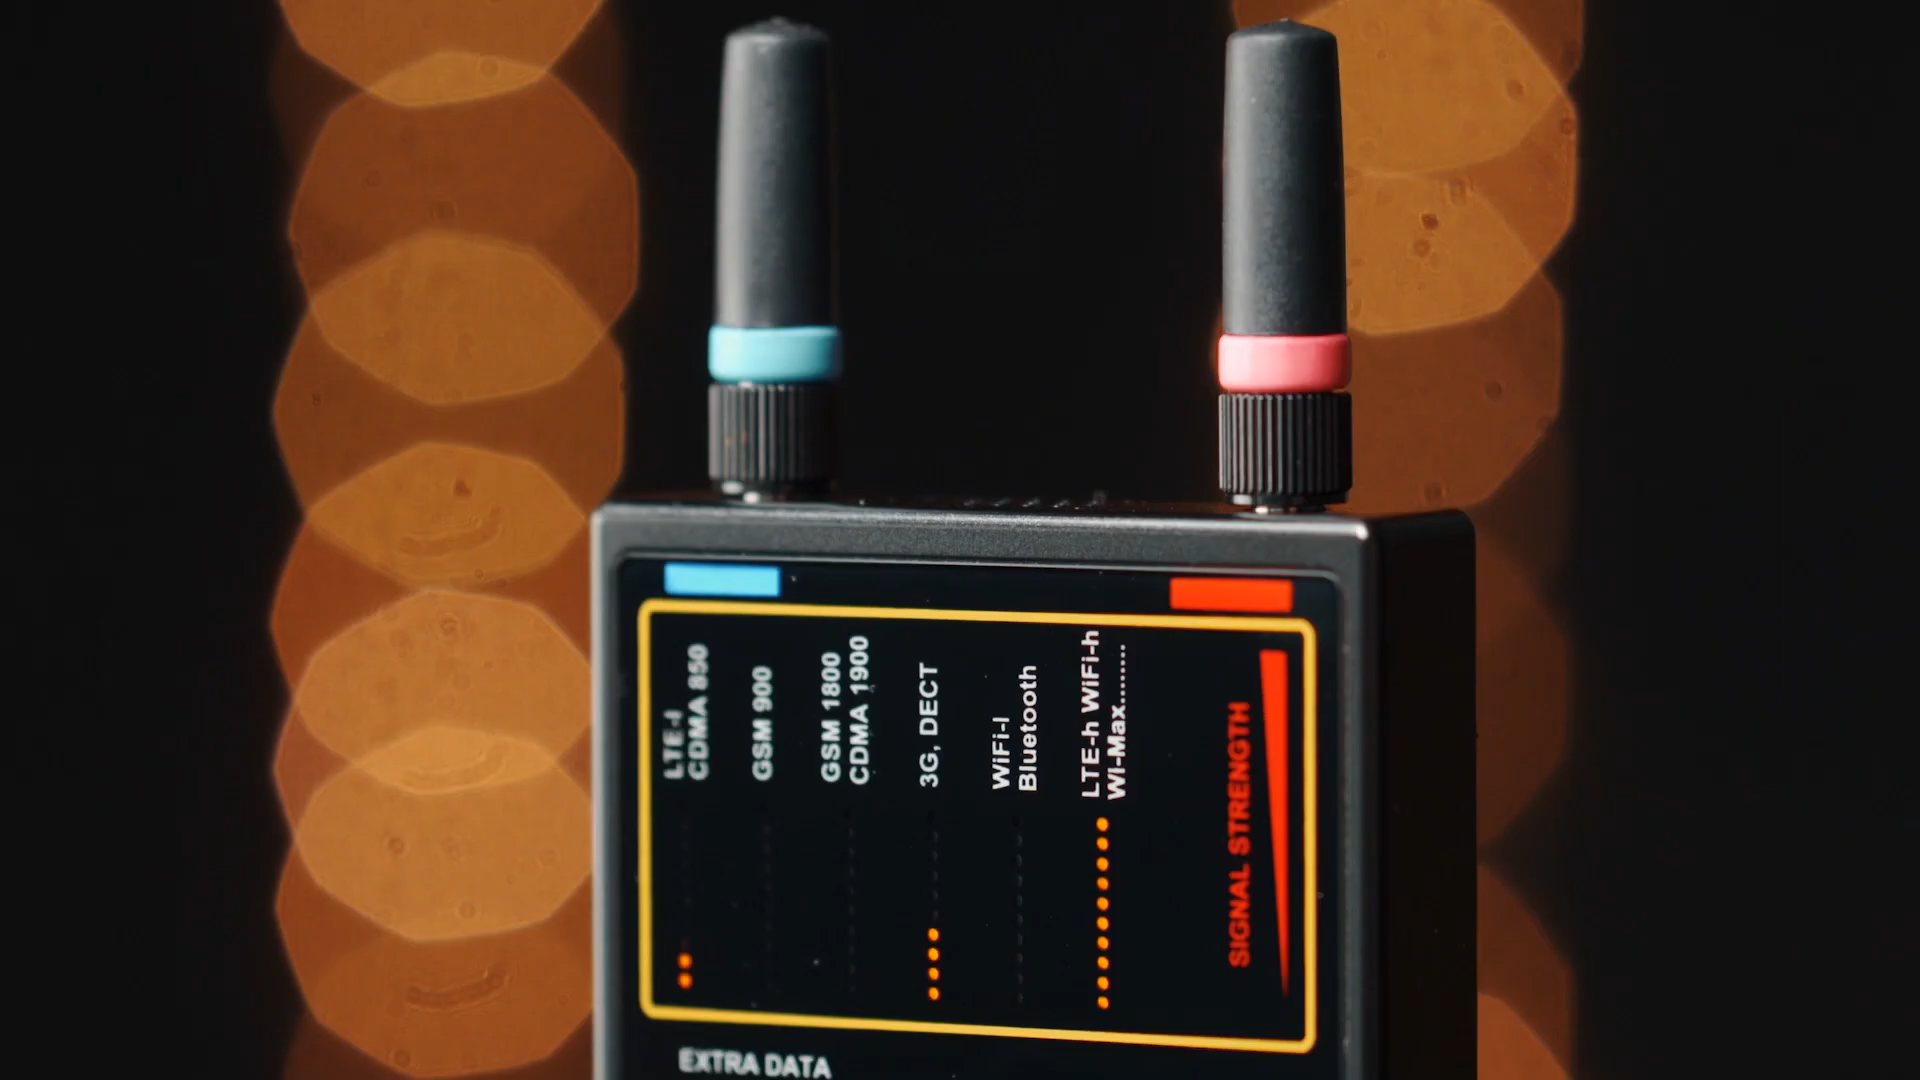 LTE-l
CDMA 850
GSM 900
GSM 1800
CDMA 1900
3G, DECT
WiFi-l
Bluetooth
LTE-h WiFi-h
Wi-Max........
SIGNAL STRENGTH
EXTRA DATA